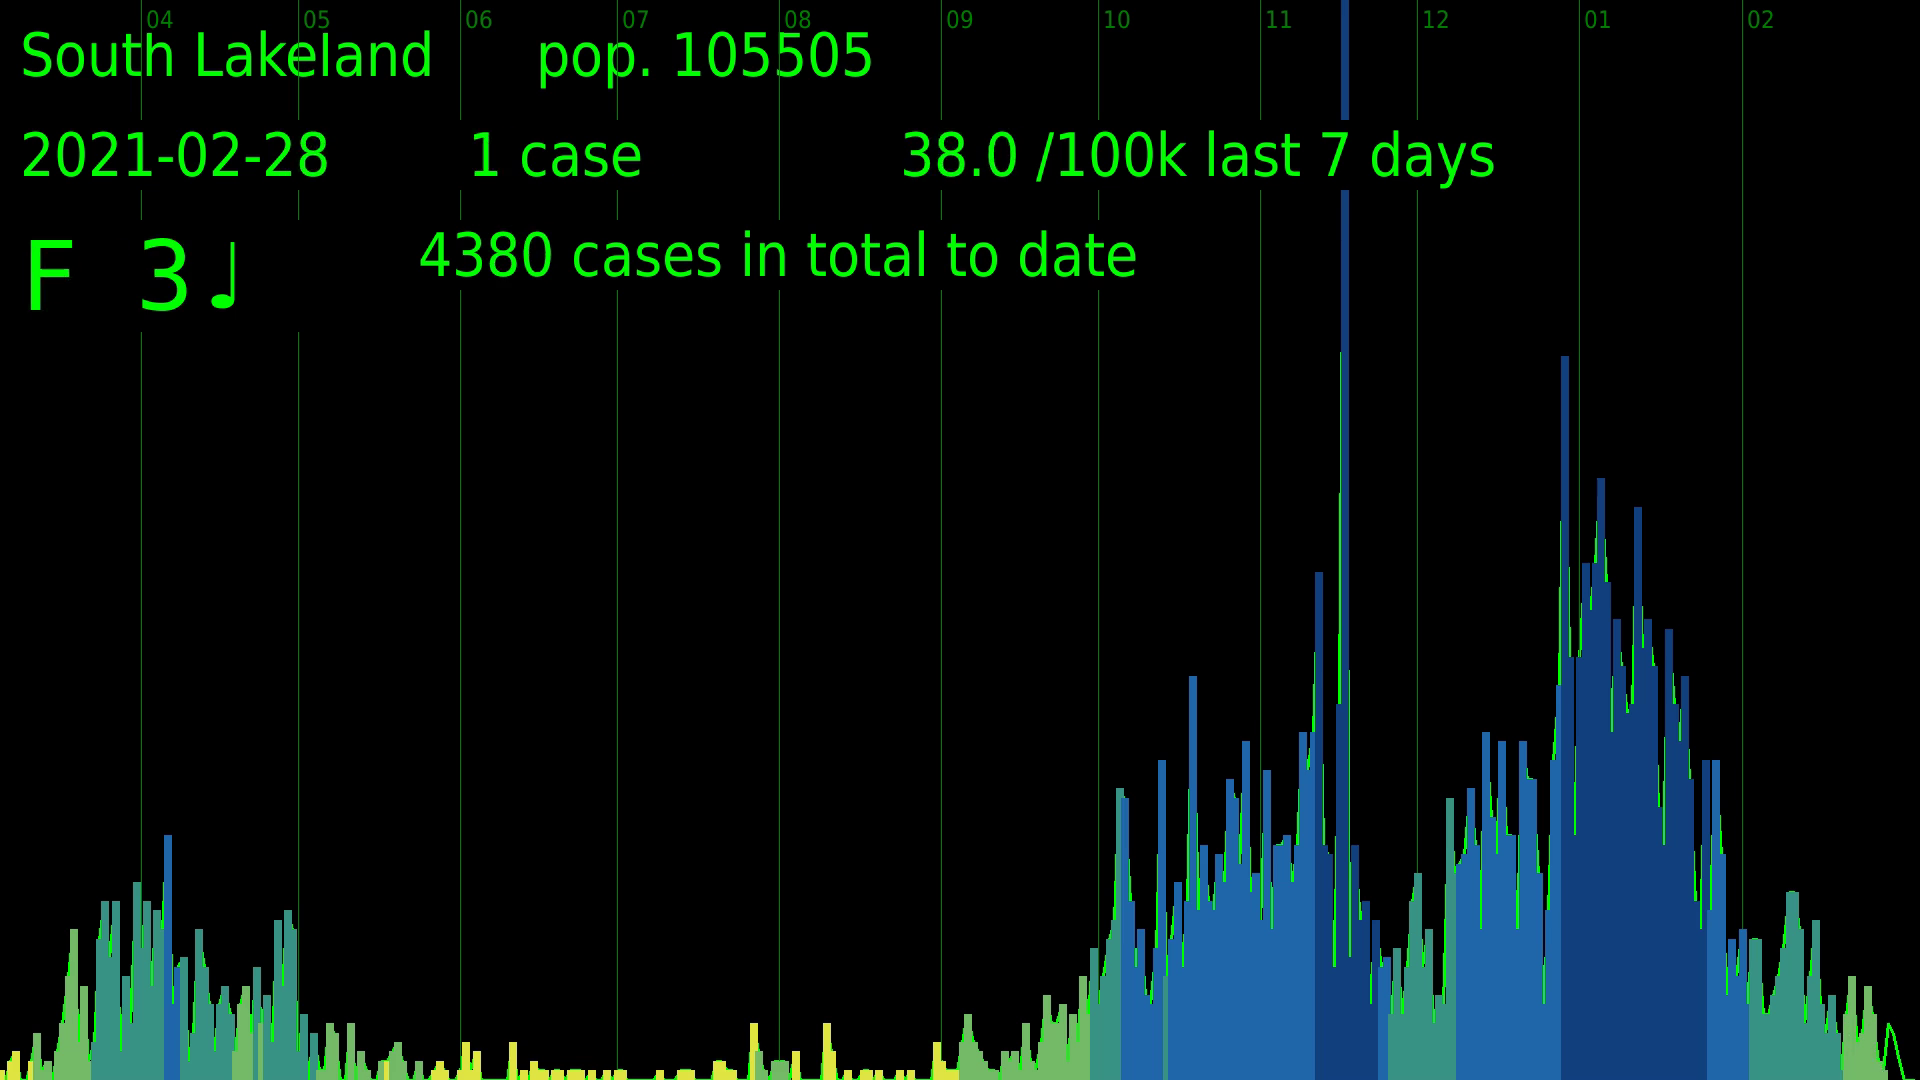 04 05 06 07 08 09 10 11 12 01 02
South Lakeland pop. 105505
2021-02-28 1 case 38.0 /100k last 7 days
F 3♩ 4380 cases in total to date